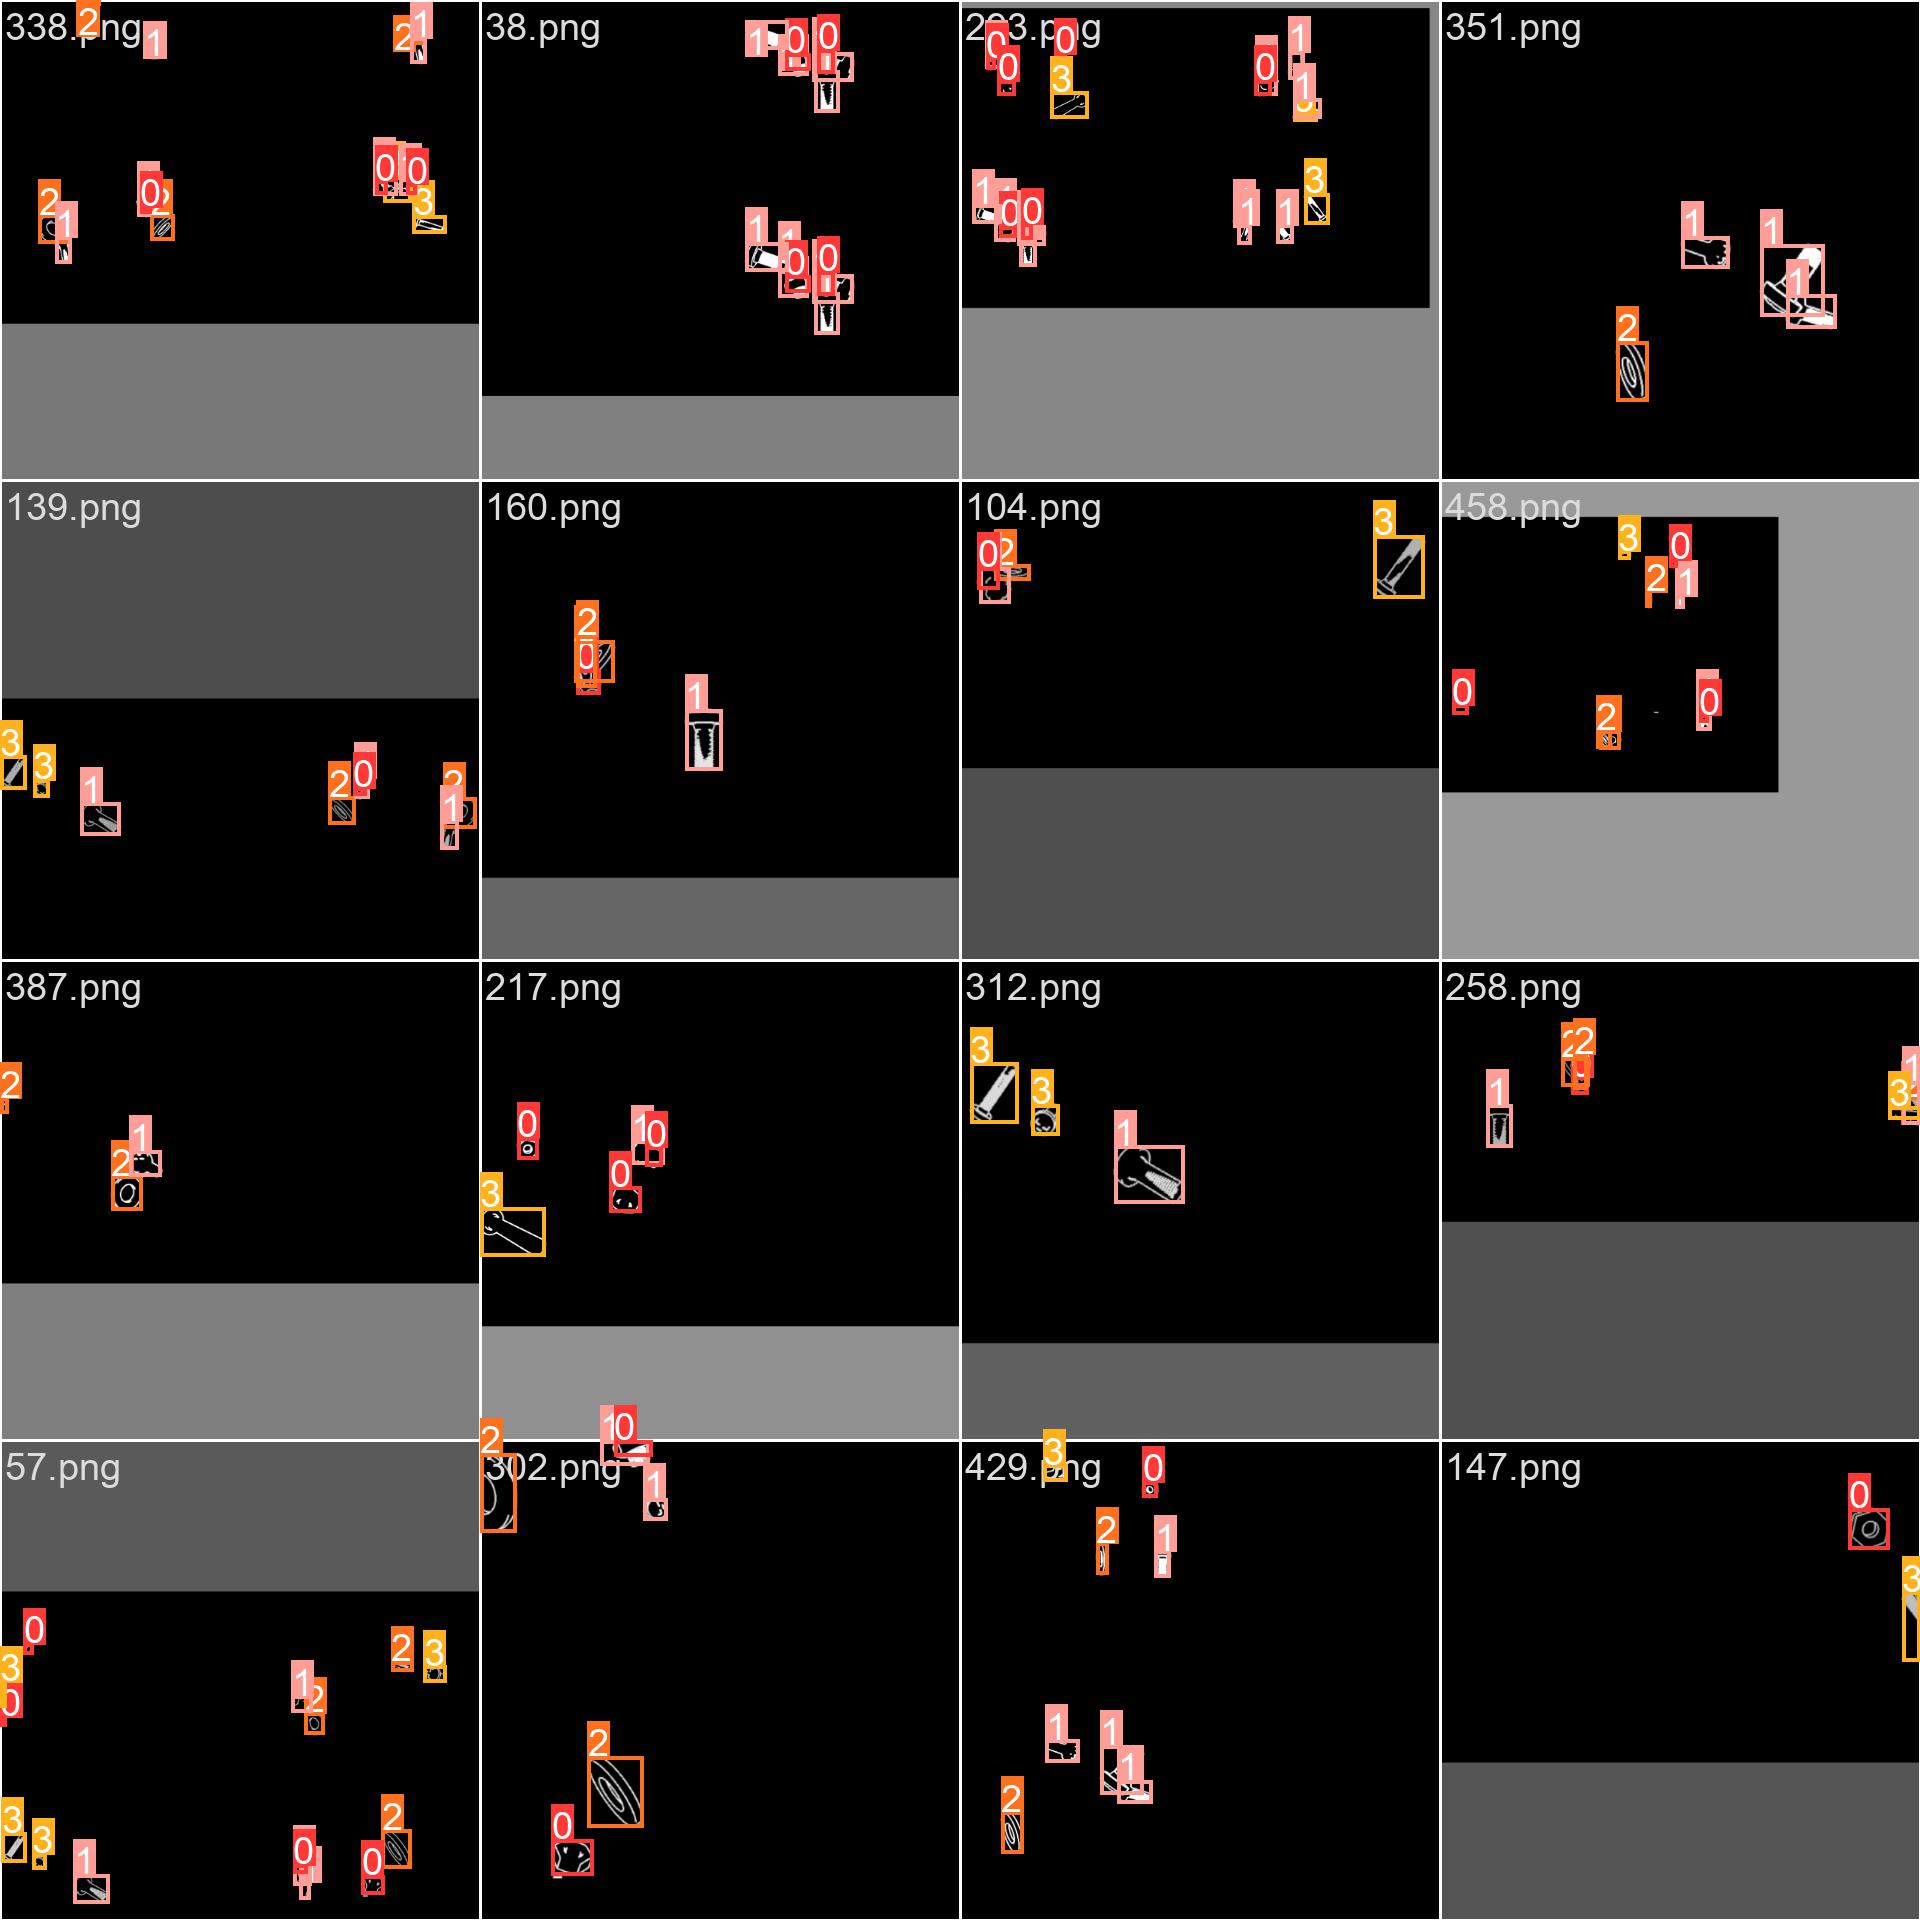 338.png 38.png 293.png 351.png
2 1 2 1
1 0 0
0 0 0 3 0 1 1
2 1 0 2 0 0 2 3
1 1 0 0 0
1 0 0 1 1 3
1 1 1 2
139.png 160.png 104.png 458.png
3 3 1 2 0 2 1
2 0 1
0 2 3
3 0 2 1 0 2 0
387.png 217.png 312.png 258.png
2 1 2
0 1 0 0 3
3 3 1
2 2 1 1 3
57.png 302.png 429.png 147.png
0 3 0 1 2 2 3
3 3 1 0 0 2
2 1 0 1 2 0
3 0 2 1 1 1 1 2
0 3